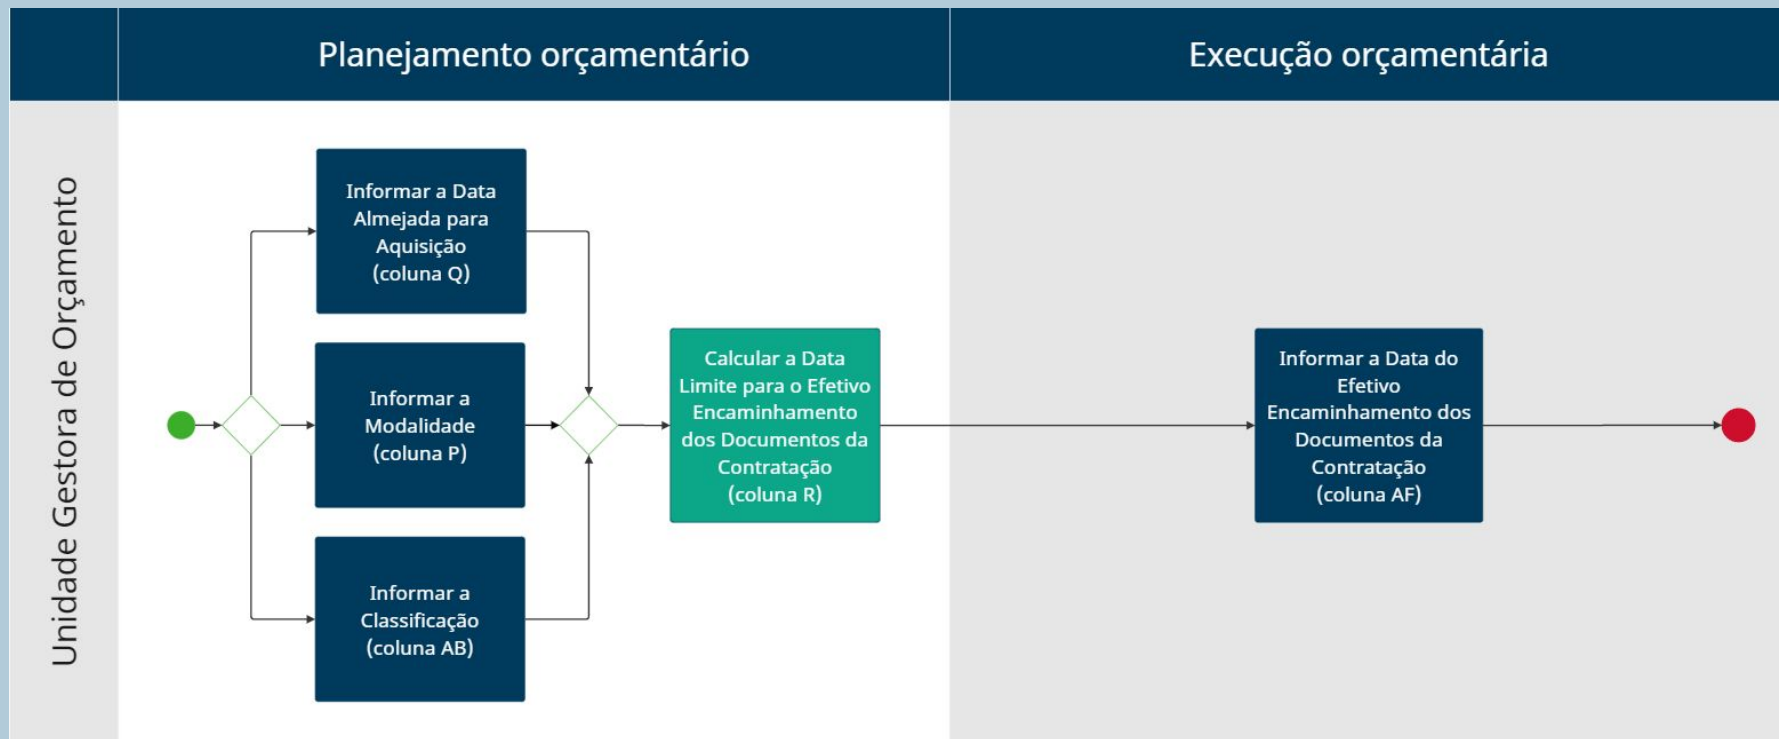 Planejamento orçamentário
Execução orçamentária
Unidade Gestora de Orçamento
Informar a Data
Almejada para
Aquisição
(coluna Q)
Informar a
Modalidade
(coluna P)
Informar a
Classificação
(coluna AB)
Calcular a Data
Limite para o Efetivo
Encaminhamento
dos Documentos da
Contratação
(coluna R)
Informar a Data do
Efetivo
Encaminhamento dos
Documentos da
Contratação
(coluna AF)